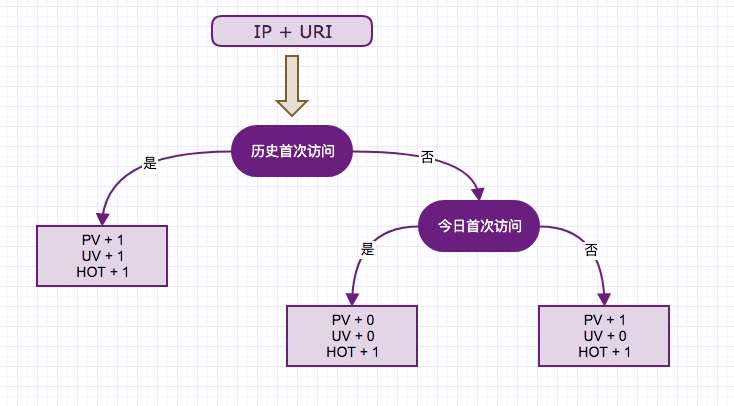 IP + URI
历史首次访问
是
否
PV + 1
UV + 1
HOT + 1
今日首次访问
是
否
PV + 0
UV + 0
HOT + 1
PV + 1
UV + 0
HOT + 1